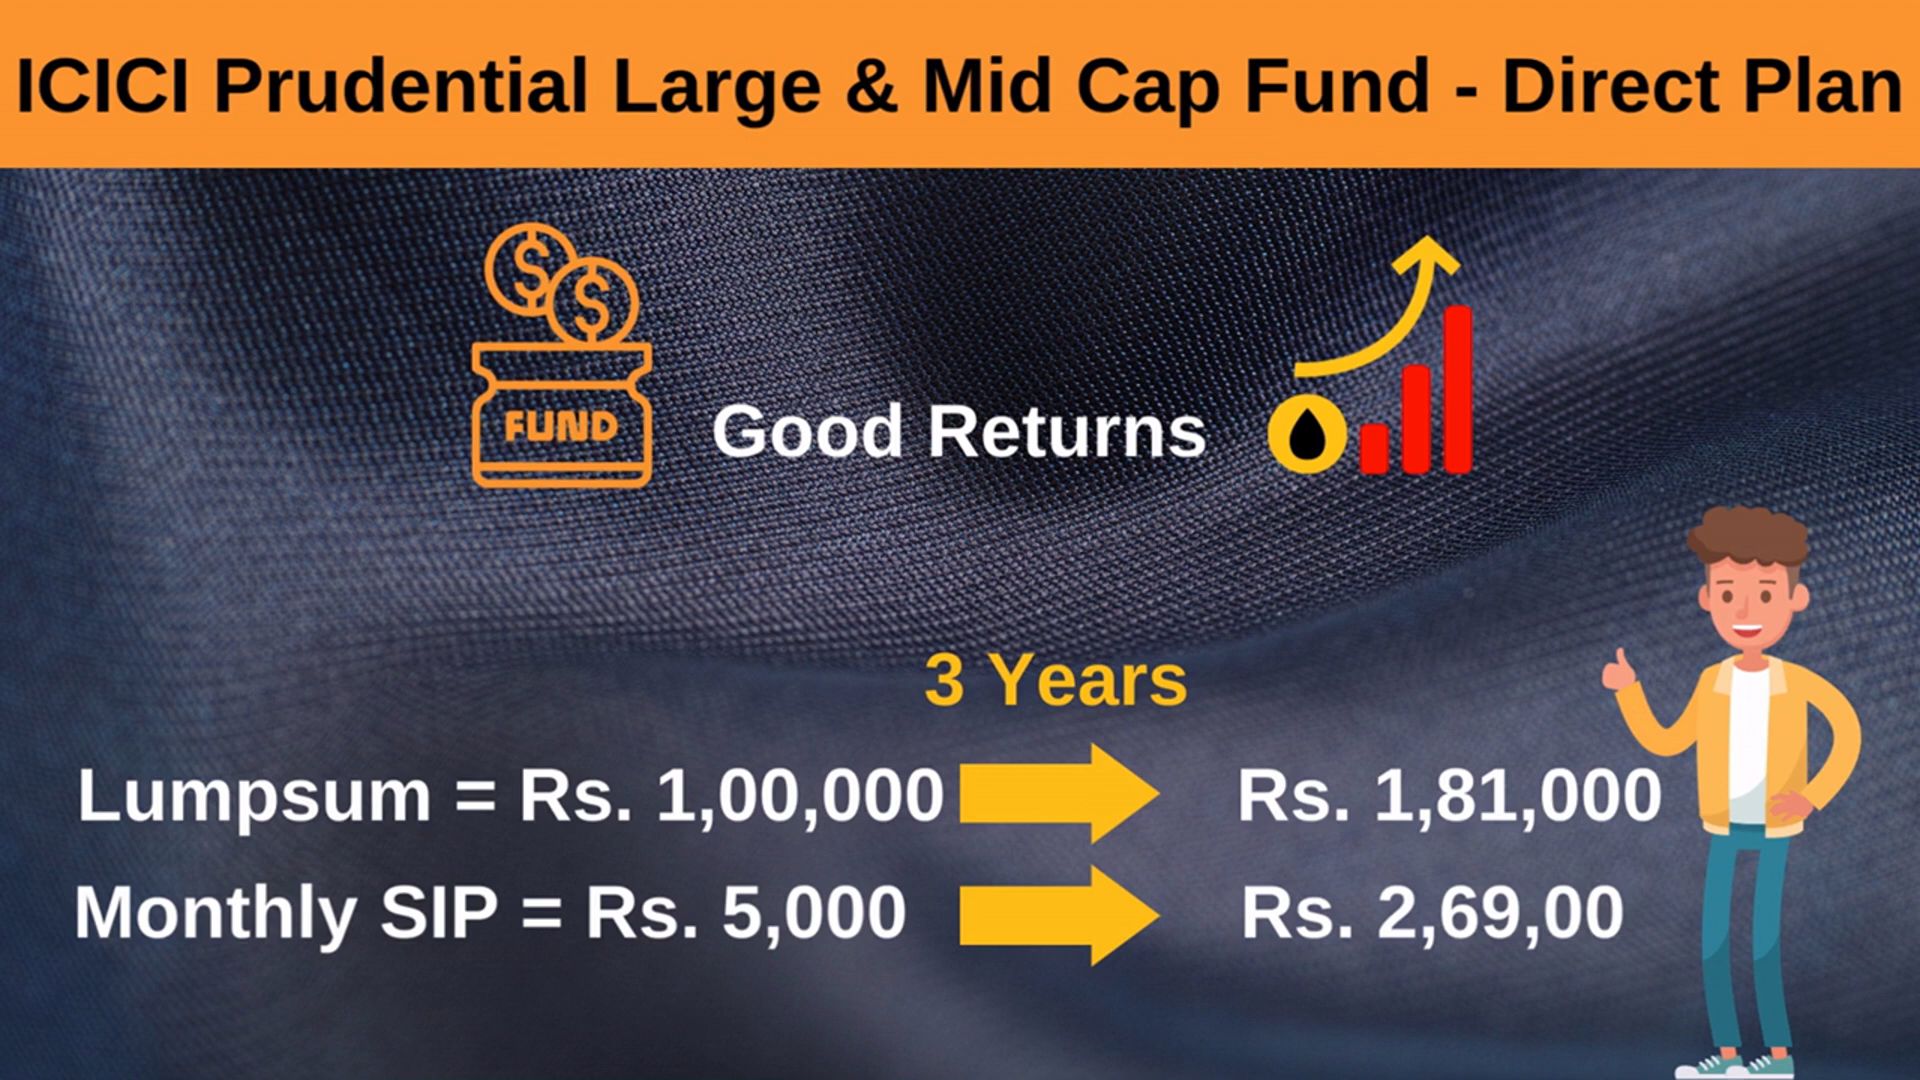 ICICI Prudential Large & Mid Cap Fund - Direct Plan
$
$
FUND
Good Returns
3 Years
Lumpsum = Rs. 1,00,000 Rs. 1,81,000
Monthly SIP = Rs. 5,000 Rs. 2,69,00